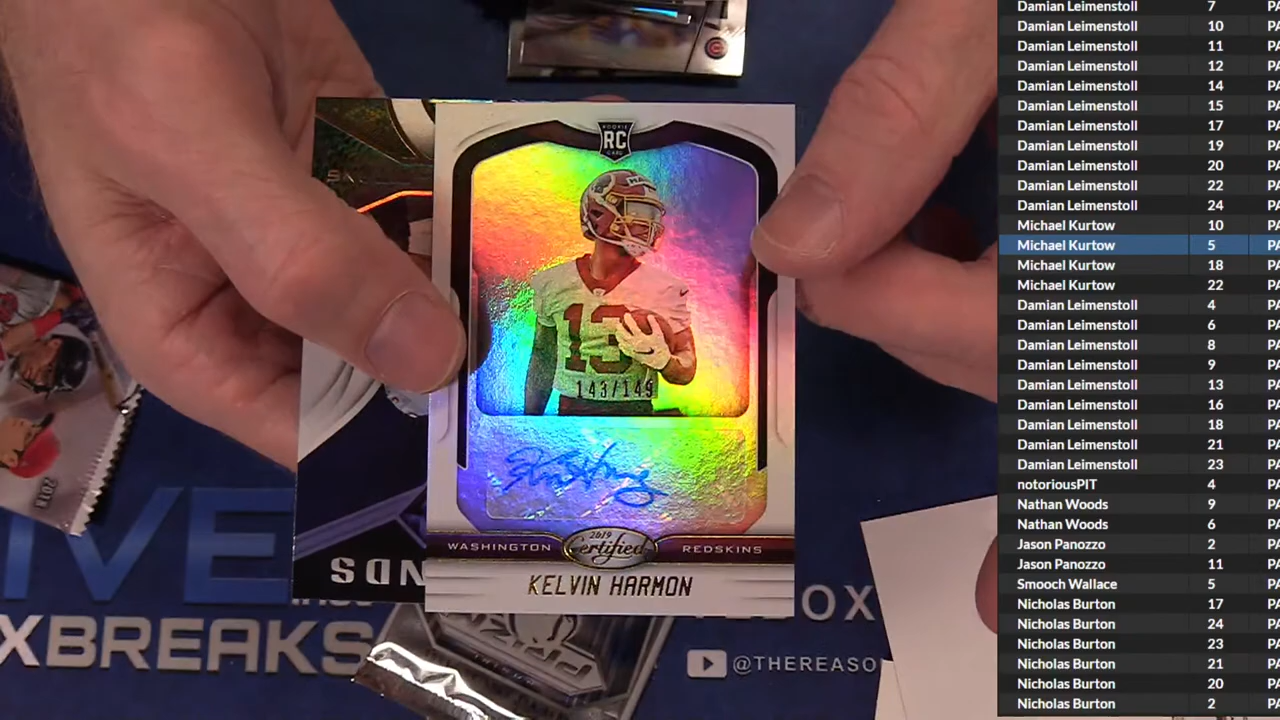 ROOKIE
RC
CARD
13
143/149
WASHINGTON
2019
Certified
REDSKINS
KELVIN HARMON
IVE
XBREAKS
OX
@THEREASO
2018
Damian Leimenstoll 7 PA
Damian Leimenstoll 10 PA
Damian Leimenstoll 11 PA
Damian Leimenstoll 12 PA
Damian Leimenstoll 14 PA
Damian Leimenstoll 15 PA
Damian Leimenstoll 17 PA
Damian Leimenstoll 19 PA
Damian Leimenstoll 20 PA
Damian Leimenstoll 22 PA
Damian Leimenstoll 24 PA
Michael Kurtow 10 PA
Michael Kurtow 5 PA
Michael Kurtow 18 PA
Michael Kurtow 22 PA
Damian Leimenstoll 4 PA
Damian Leimenstoll 6 PA
Damian Leimenstoll 8 PA
Damian Leimenstoll 9 PA
Damian Leimenstoll 13 PA
Damian Leimenstoll 16 PA
Damian Leimenstoll 18 PA
Damian Leimenstoll 21 PA
Damian Leimenstoll 23 PA
notoriousPIT 4 PA
Nathan Woods 9 PA
Nathan Woods 6 PA
Jason Panozzo 2 PA
Jason Panozzo 11 PA
Smooch Wallace 5 PA
Nicholas Burton 17 PA
Nicholas Burton 24 PA
Nicholas Burton 23 PA
Nicholas Burton 21 PA
Nicholas Burton 20 PA
Nicholas Burton 2 PA